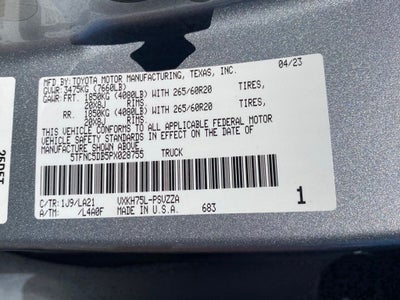 MFD BY:TOYOTA MOTOR MANUFACTURING, TEXAS, INC. 04/23
GVWR:3475KG (7660LB)
GAWR:FRT. 1850KG (4080LB) WITH 265/60R20 TIRES,
20X8J RIMS,
RR. 1850KG (4080LB) WITH 265/60R20 TIRES,
20X8J RIMS.
THIS VEHICLE CONFORMS TO ALL APPLICABLE FEDERAL MOTOR
VEHICLE SAFETY STANDARDS IN EFFECT ON THE DATE OF
MANUFACTURE SHOWN ABOVE.
5TFNC5DB5PX028755 TRUCK
C/TR:1J9/LA21 VXKH75L-PSVZZA
A/TM: /L4A0F MADE IN U.S.A. 683 1